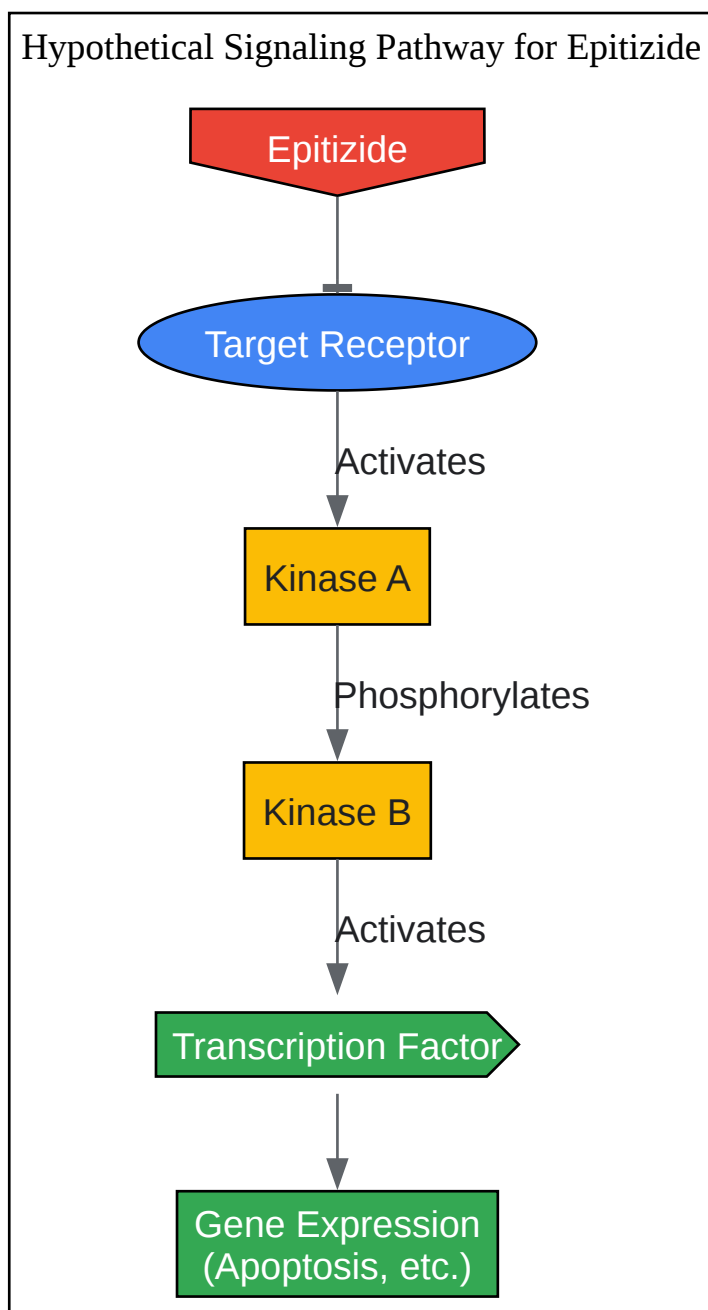 Hypothetical Signaling Pathway for Epitizide
Epitizide
Target Receptor
Activates
Kinase A
Phosphorylates
Kinase B
Activates
Transcription Factor
Gene Expression
(Apoptosis, etc.)